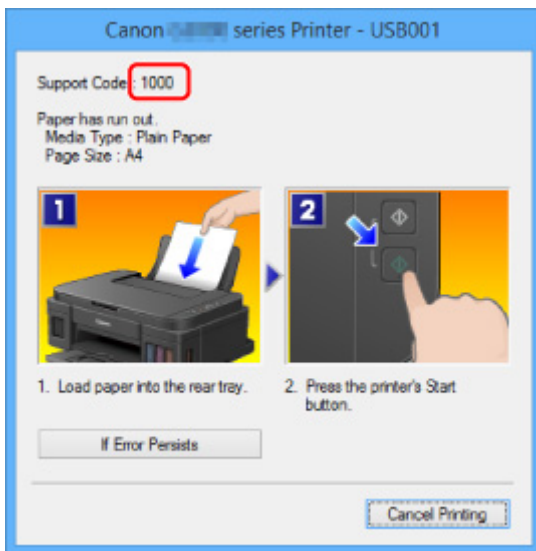 Canon series Printer - USB001
Support Code : 1000
Paper has run out.
Media Type : Plain Paper
Page Size : A4
1
2
1. Load paper into the rear tray.
2. Press the printer's Start
button.
If Error Persists
Cancel Printing